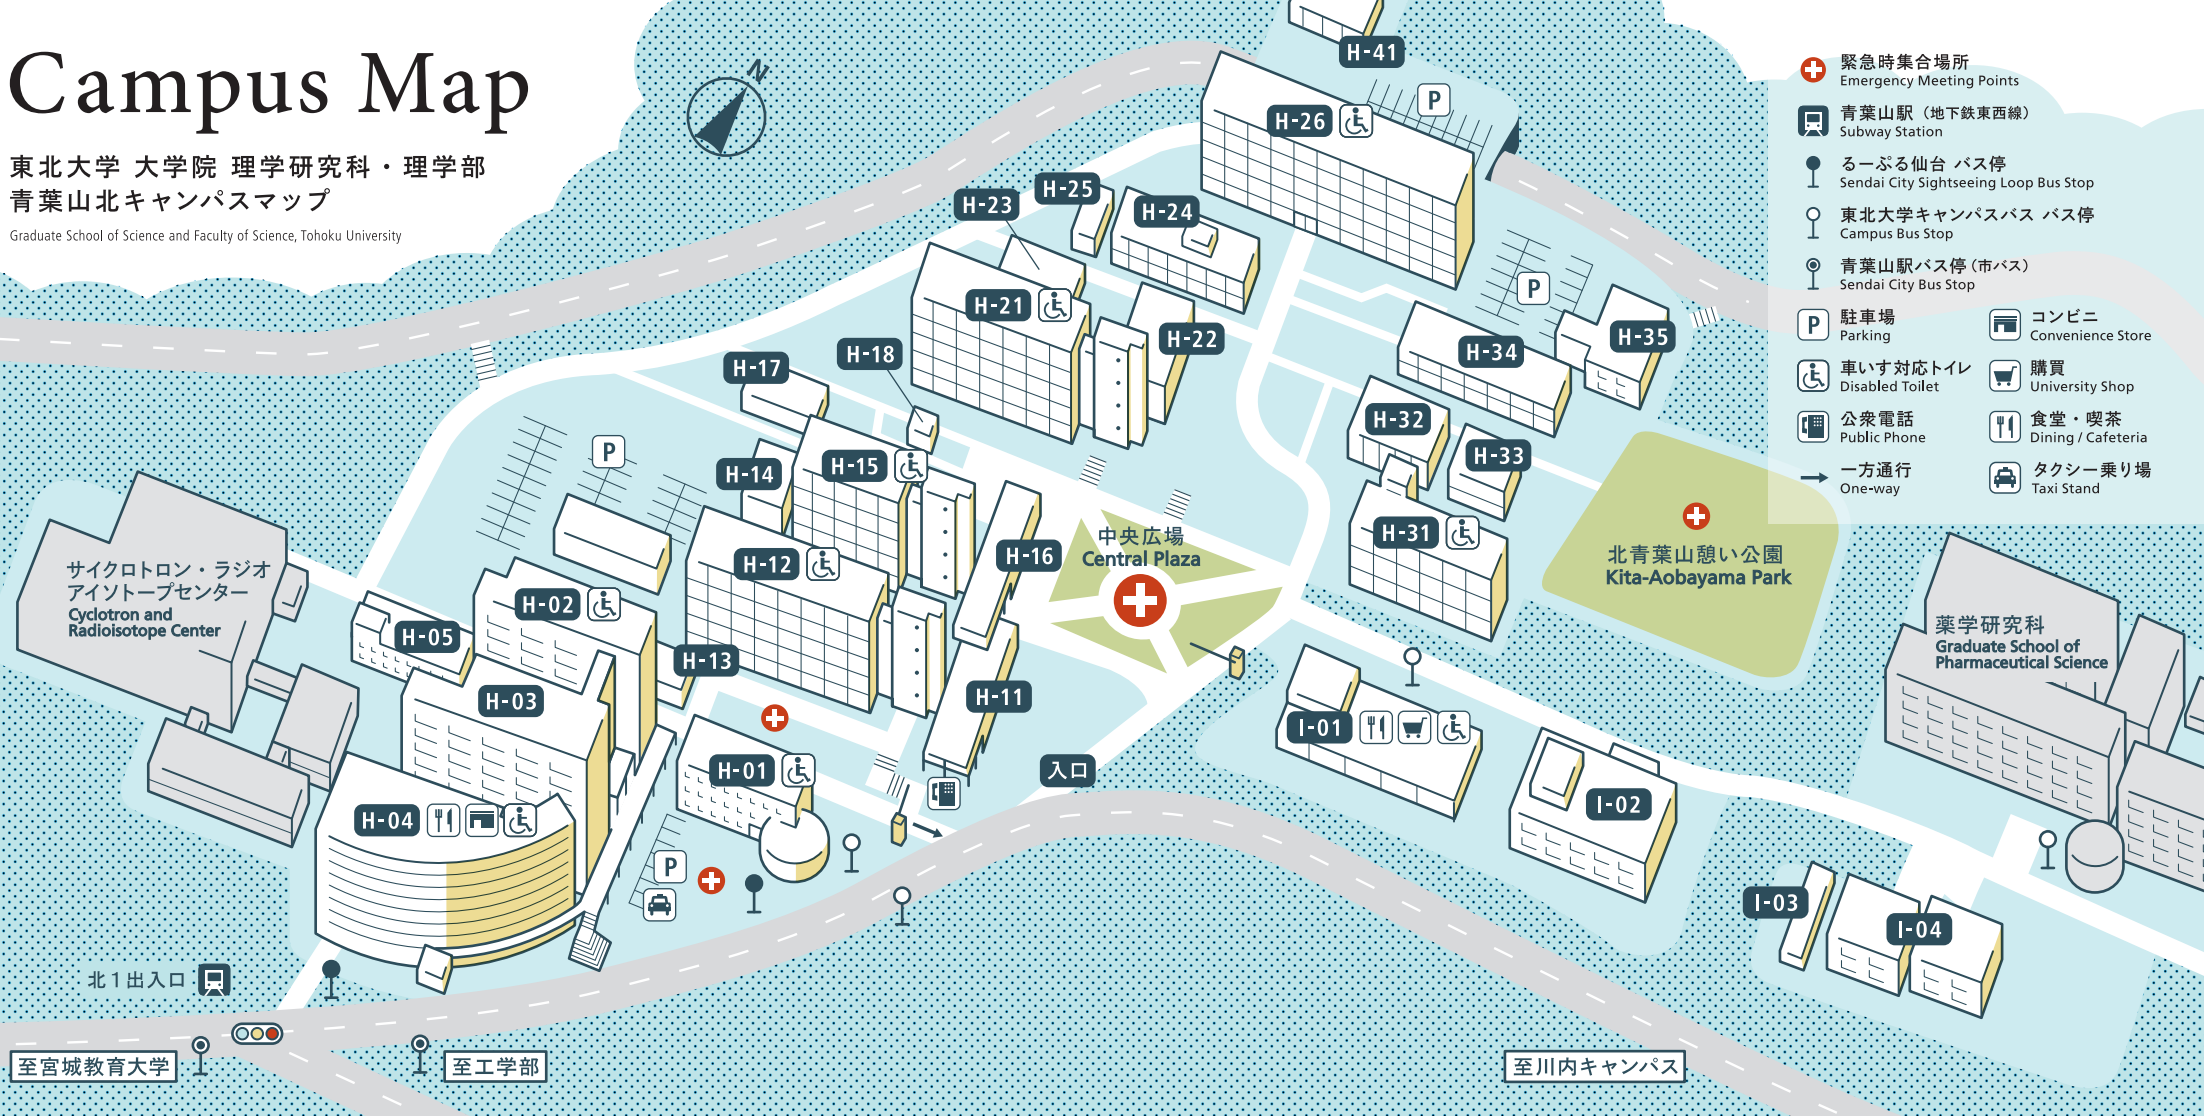 Campus Map
東北大学 大学院 理学研究科・理学部
青葉山北キャンパスマップ
Graduate School of Science and Faculty of Science, Tohoku University
N
緊急時集合場所
Emergency Meeting Points
青葉山駅（地下鉄東西線）
Subway Station
るーぷる仙台 バス停
Sendai City Sightseeing Loop Bus Stop
東北大学キャンパスバス バス停
Campus Bus Stop
青葉山駅バス停（市バス）
Sendai City Bus Stop
P
駐車場
Parking
コンビニ
Convenience Store
車いす対応トイレ
Disabled Toilet
購買
University Shop
公衆電話
Public Phone
食堂・喫茶
Dining / Cafeteria
一方通行
One-way
タクシー乗り場
Taxi Stand
H-41
P
H-26
H-25
H-23
H-24
H-21
H-22
P
H-35
H-34
H-18
H-17
H-32
H-33
P
H-14
H-15
H-31
H-16
中央広場
Central Plaza
北青葉山憩い公園
Kita-Aobayama Park
サイクロトロン・ラジオ
アイソトープセンター
Cyclotron and
Radioisotope Center
H-12
H-02
H-05
H-13
H-03
H-11
薬学研究科
Graduate School of
Pharmaceutical Science
I-01
H-01
入口
I-02
H-04
P
I-03
I-04
北1出入口
至宮城教育大学
至工学部
至川内キャンパス